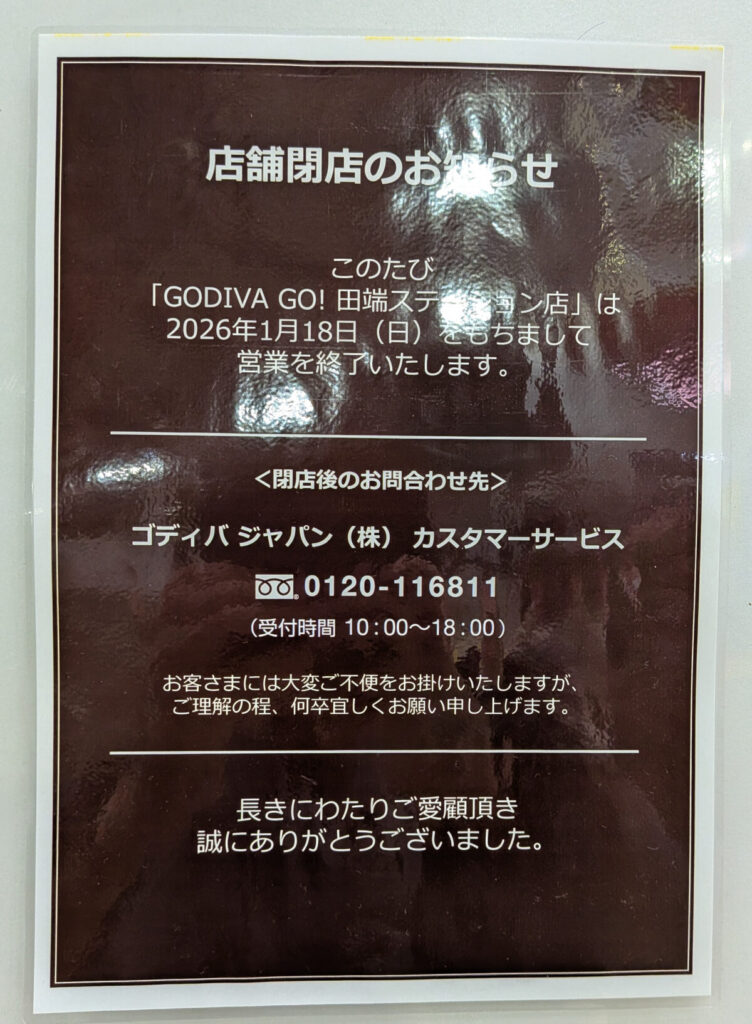 店舗閉店のお知らせ
このたび
「GODIVA GO! 田端ステーション店」は
2026年1月18日（日）をもちまして
営業を終了いたします。
＜閉店後のお問合わせ先＞
ゴディバ ジャパン（株） カスタマーサービス
0120-116811
（受付時間 10:00～18:00）
お客さまには大変ご不便をお掛けいたしますが、
ご理解の程、何卒宜しくお願い申し上げます。
長きにわたりご愛顧頂き
誠にありがとうございました。